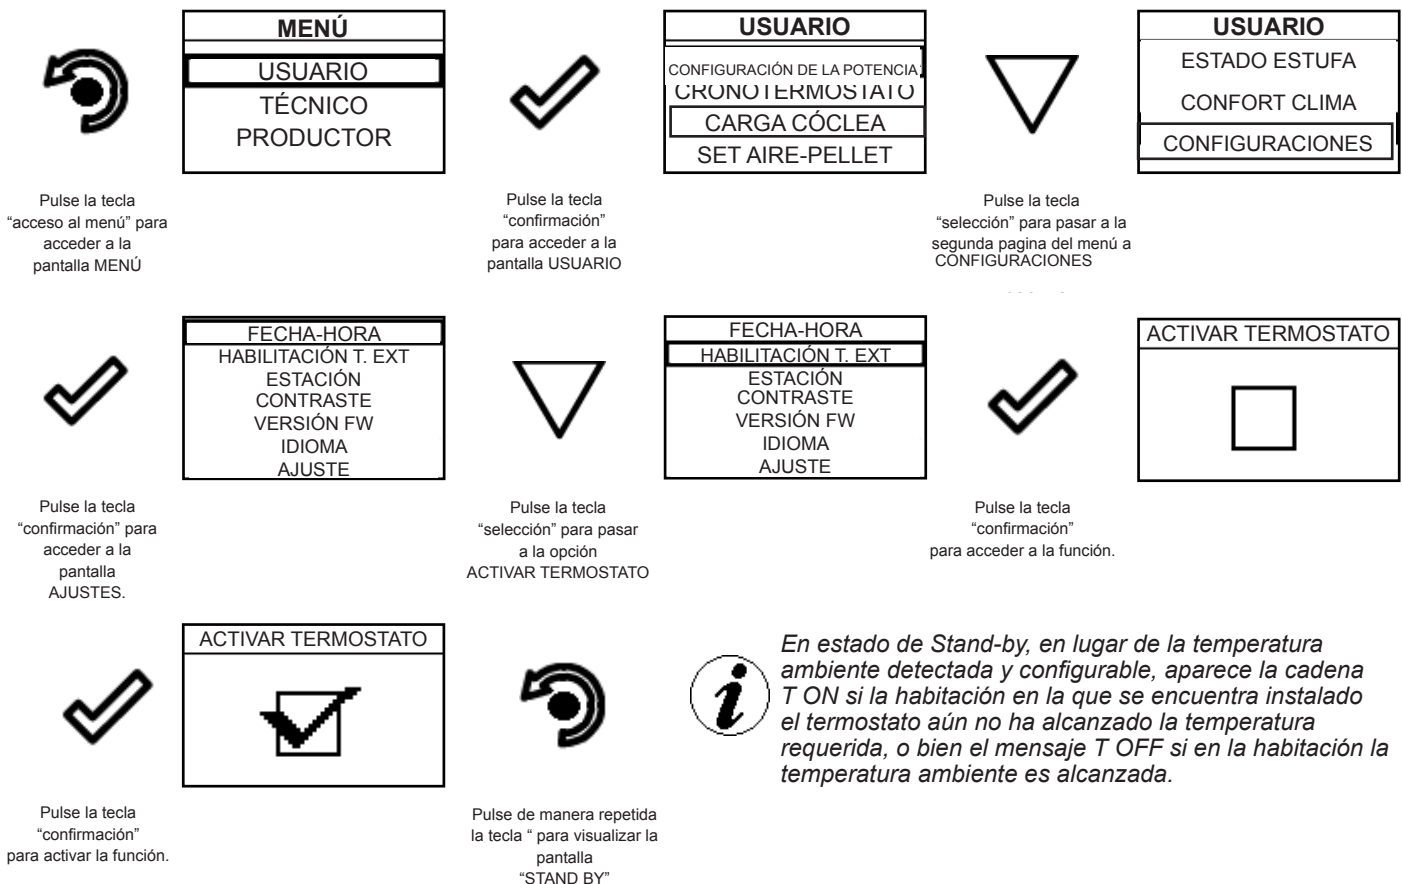 MENÚ
USUARIO
TÉCNICO
PRODUCTOR
Pulse la tecla
“acceso al menú” para
acceder a la
pantalla MENÚ
USUARIO
CONFIGURACIÓN DE LA POTENCIA
CRONOTERMOSTATO
CARGA CÓCLEA
SET AIRE-PELLET
Pulse la tecla
“confirmación”
para acceder a la
pantalla USUARIO
USUARIO
ESTADO ESTUFA
CONFORT CLIMA
CONFIGURACIONES
Pulse la tecla
“selección” para pasar a la
segunda pagina del menú a
CONFIGURACIONES
FECHA-HORA
HABILITACIÓN T. EXT
ESTACIÓN
CONTRASTE
VERSIÓN FW
IDIOMA
AJUSTE
Pulse la tecla
“confirmación” para
acceder a la
pantalla
AJUSTES.
FECHA-HORA
HABILITACIÓN T. EXT
ESTACIÓN
CONTRASTE
VERSIÓN FW
IDIOMA
AJUSTE
Pulse la tecla
“selección” para pasar
a la opción
ACTIVAR TERMOSTATO
ACTIVAR TERMOSTATO
Pulse la tecla
“confirmación”
para acceder a la función.
ACTIVAR TERMOSTATO
Pulse la tecla
“confirmación”
para activar la función.
Pulse de manera repetida
la tecla “ para visualizar la
pantalla
“STAND BY”
En estado de Stand-by, en lugar de la temperatura
ambiente detectada y configurable, aparece la cadena
T ON si la habitación en la que se encuentra instalado
el termostato aún no ha alcanzado la temperatura
requerida, o bien el mensaje T OFF si en la habitación la
temperatura ambiente es alcanzada.